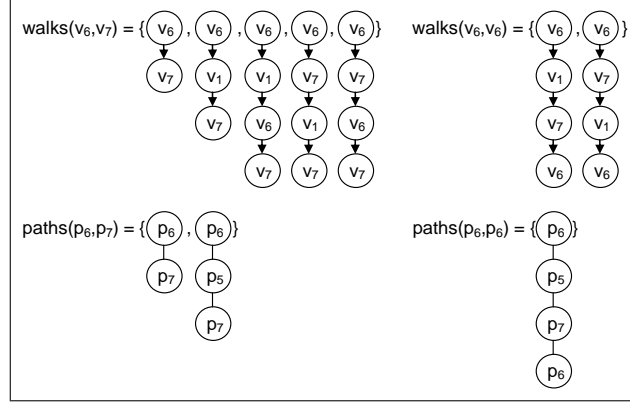 walks(v₆,v₇) = {v₆ , v₆ , v₆ , v₆ , v₆} walks(v₆,v₆) = {v₆ , v₆}
v₇ v₁ v₁ v₇ v₇ v₁ v₇
v₇ v₆ v₁ v₆ v₇ v₁
v₇ v₇ v₇ v₆ v₆
paths(p₆,p₇) = {p₆ , p₆} paths(p₆,p₆) = {p₆}
p₇ p₅ p₅
p₇ p₇
p₆